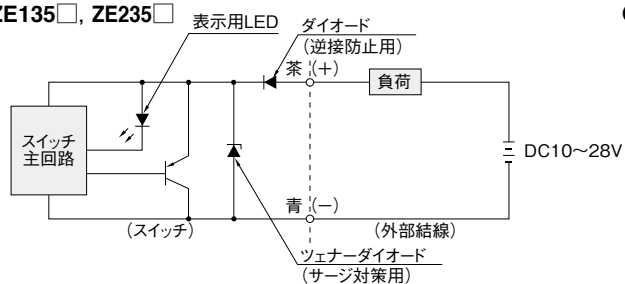 ZE135□, ZE235□
表示用LED
ダイオード
(逆接防止用)
茶 (+)
負荷
スイッチ
主回路
DC10〜28V
青 (−)
(スイッチ)
(外部結線)
ツェナーダイオード
(サージ対策用)